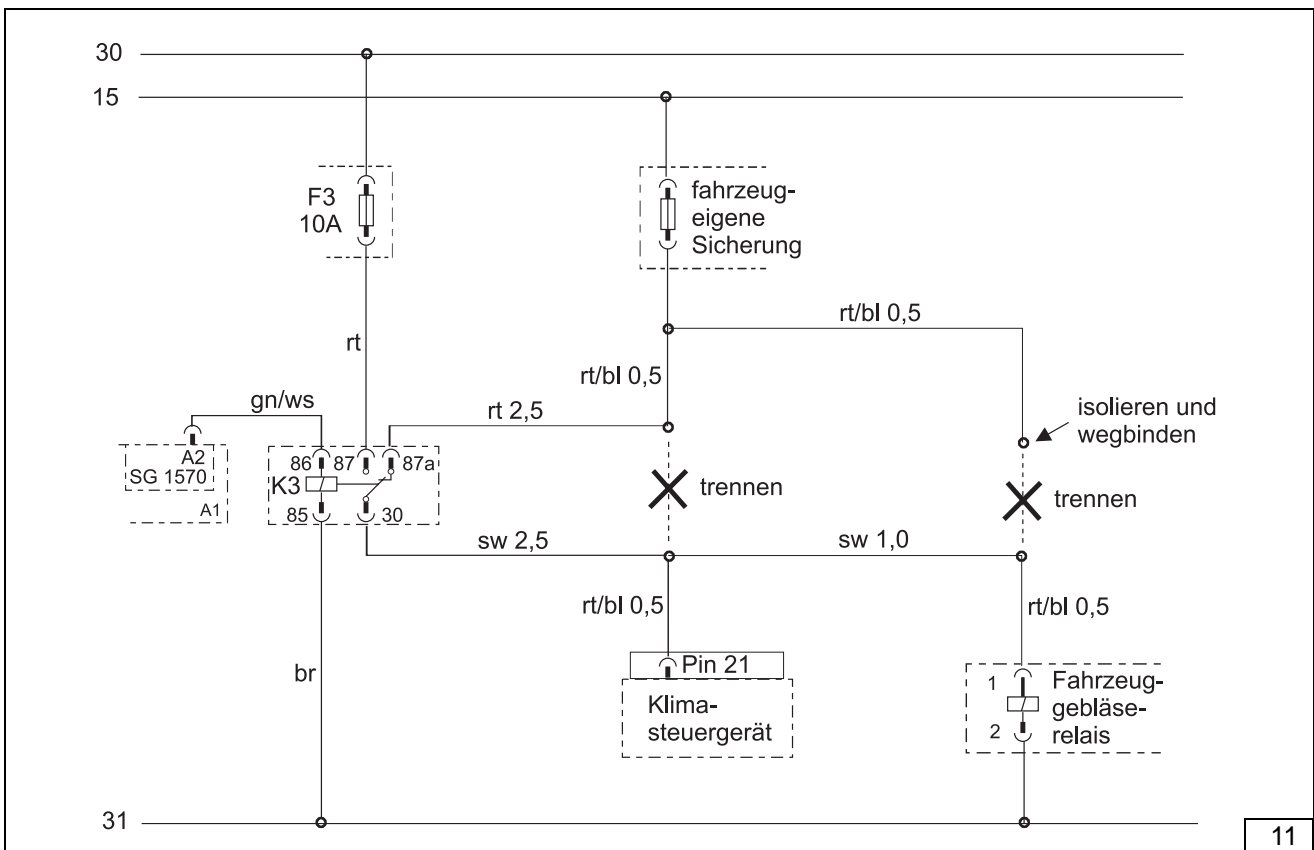 30
15
F3
10A
fahrzeug-
eigene
Sicherung
rt/bl 0,5
rt
rt/bl 0,5
gn/ws
rt 2,5
isolieren und
wegbinden
A2
SG 1570
A1
86
87
87a
K3
85
30
trennen
trennen
sw 2,5
sw 1,0
rt/bl 0,5
rt/bl 0,5
br
Pin 21
Klima-
steuergerät
1
2
Fahrzeug-
gebläse-
relais
31
11